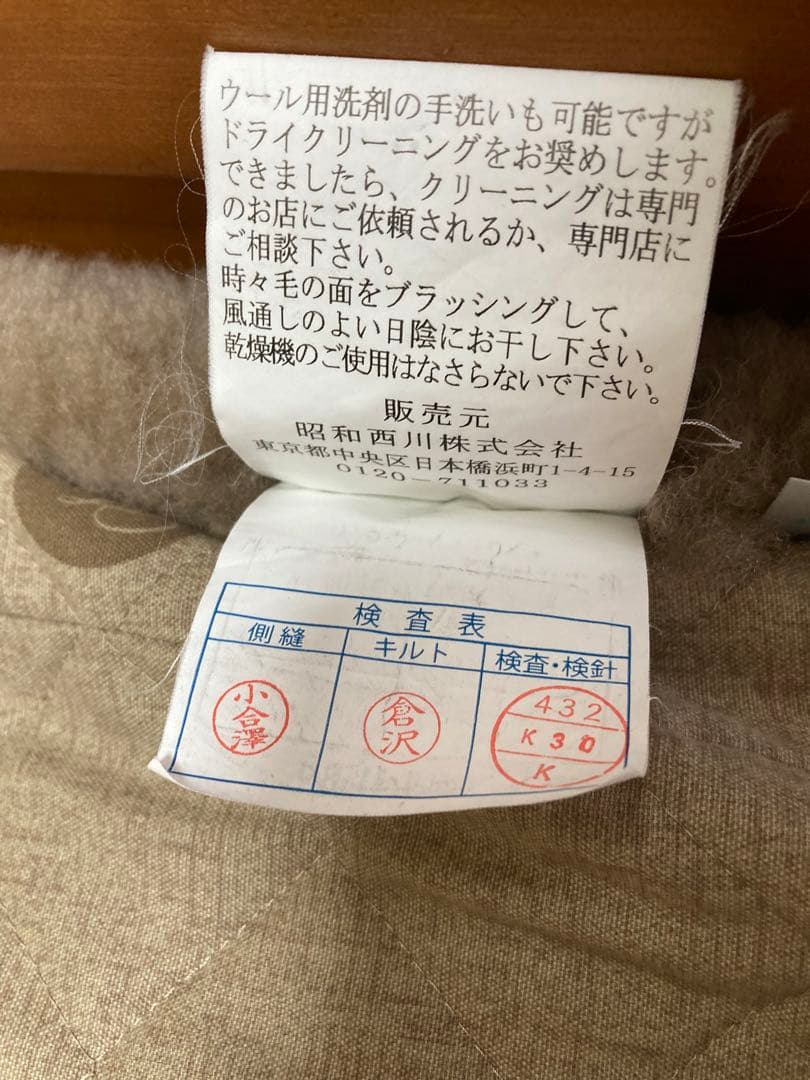 ウール用洗剤の手洗いも可能ですが
ドライクリーニングをお奨めします。
できましたら、クリーニングは専門
のお店にご依頼されるか、専門店に
ご相談下さい。
時々毛の面をブラッシングして、
風通しのよい日陰にお干し下さい。
乾燥機のご使用はなさらないで下さい。
販売元
昭和西川株式会社
東京都中央区日本橋浜町1-4-15
0120-711033
検査表
側縫 キルト 検査・検針
小合澤 倉沢 432
K30
K